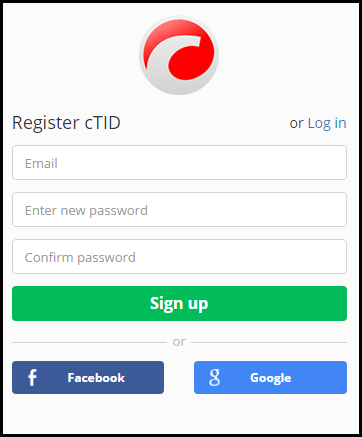 Register cTID or Log in
Email
Enter new password
Confirm password
Sign up
or
Facebook Google